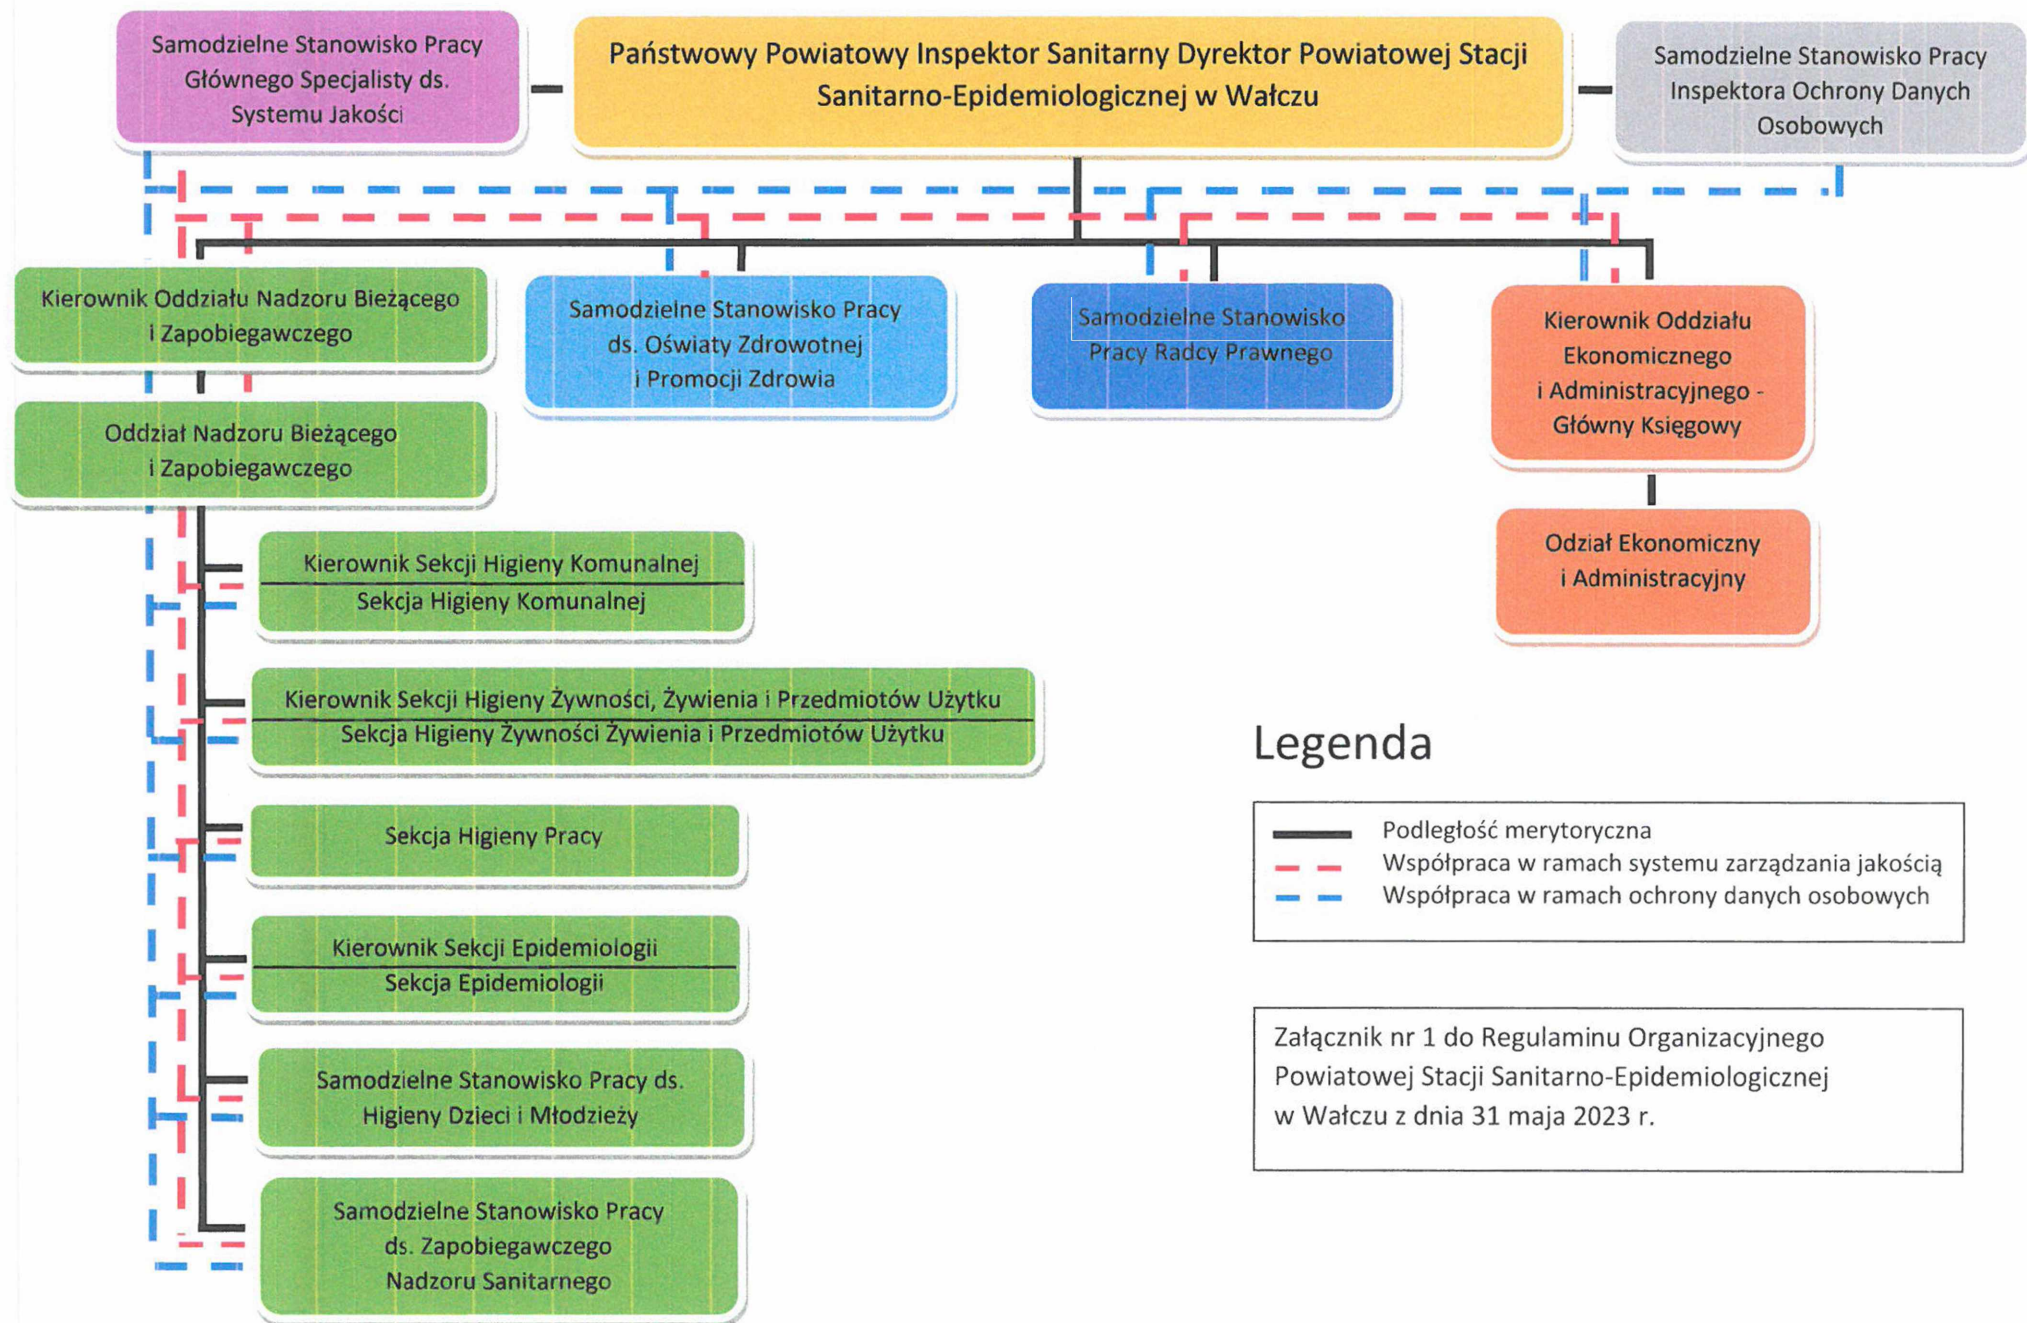 Samodzielne Stanowisko Pracy
Głównego Specjalisty ds.
Systemu Jakości
Państwowy Powiatowy Inspektor Sanitarny Dyrektor Powiatowej Stacji
Sanitarno-Epidemiologicznej w Wałczu
Samodzielne Stanowisko Pracy
Inspektora Ochrony Danych
Osobowych
Kierownik Oddziału Nadzoru Bieżącego
i Zapobiegawczego
Samodzielne Stanowisko Pracy
ds. Oświaty Zdrowotnej
i Promocji Zdrowia
Samodzielne Stanowisko
Pracy Radcy Prawnego
Kierownik Oddziału
Ekonomicznego
i Administracyjnego -
Główny Księgowy
Oddział Nadzoru Bieżącego
i Zapobiegawczego
Odział Ekonomiczny
i Administracyjny
Kierownik Sekcji Higieny Komunalnej
Sekcja Higieny Komunalnej
Kierownik Sekcji Higieny Żywności, Żywienia i Przedmiotów Użytku
Sekcja Higieny Żywności Żywienia i Przedmiotów Użytku
Sekcja Higieny Pracy
Kierownik Sekcji Epidemiologii
Sekcja Epidemiologii
Samodzielne Stanowisko Pracy ds.
Higieny Dzieci i Młodzieży
Samodzielne Stanowisko Pracy
ds. Zapobiegawczego
Nadzoru Sanitarnego
Legenda
Podległość merytoryczna
Współpraca w ramach systemu zarządzania jakością
Współpraca w ramach ochrony danych osobowych
Załącznik nr 1 do Regulaminu Organizacyjnego
Powiatowej Stacji Sanitarno-Epidemiologicznej
w Wałczu z dnia 31 maja 2023 r.